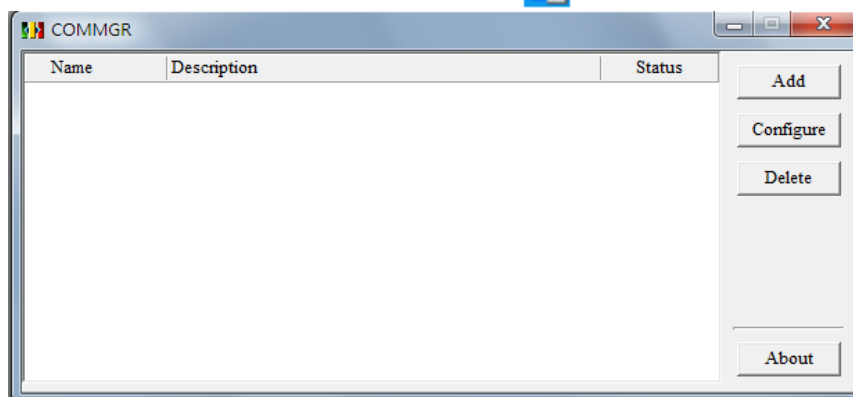 COMMGR
Name Description Status
Add
Configure
Delete
About